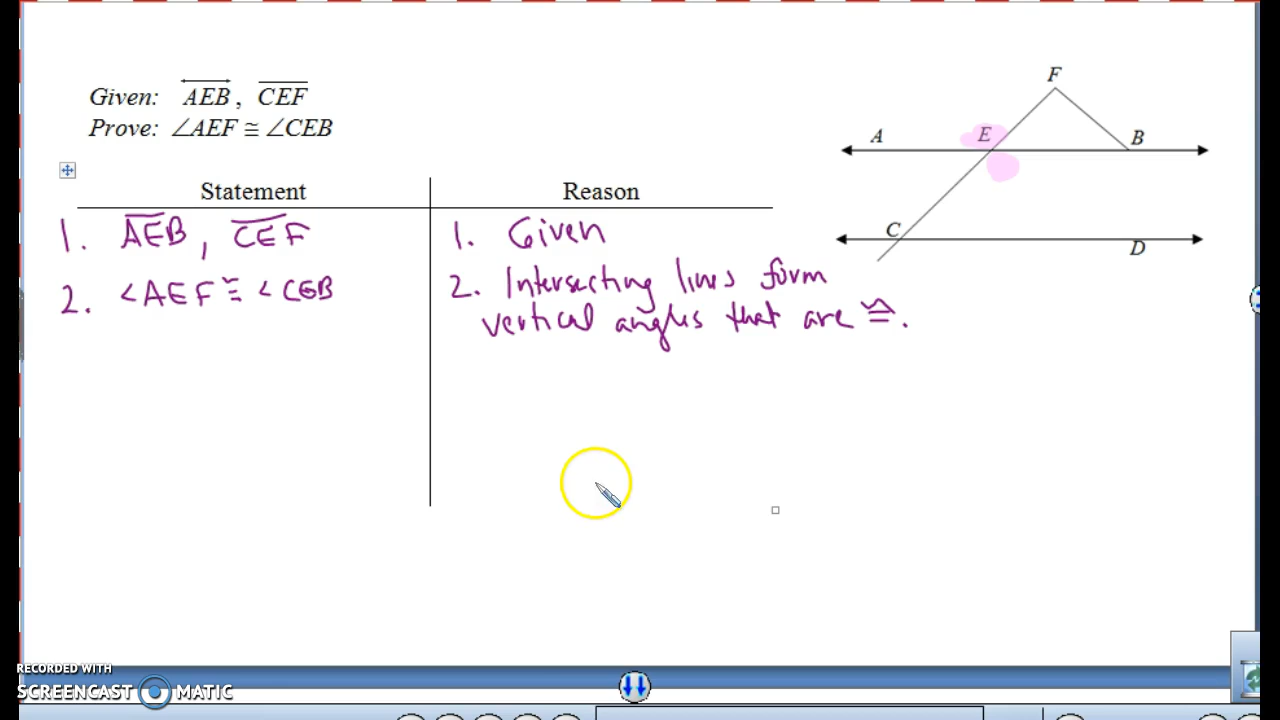 Given: AEB, CEF
Prove: ∠AEF ≅ ∠CEB
F
A E B
C D
Statement Reason
1. AEB, CEF 1. Given
2. <AEF ≅ <CEB 2. Intersecting lines form
vertical angles that are ≅.
RECORDED WITH
SCREENCAST MATIC